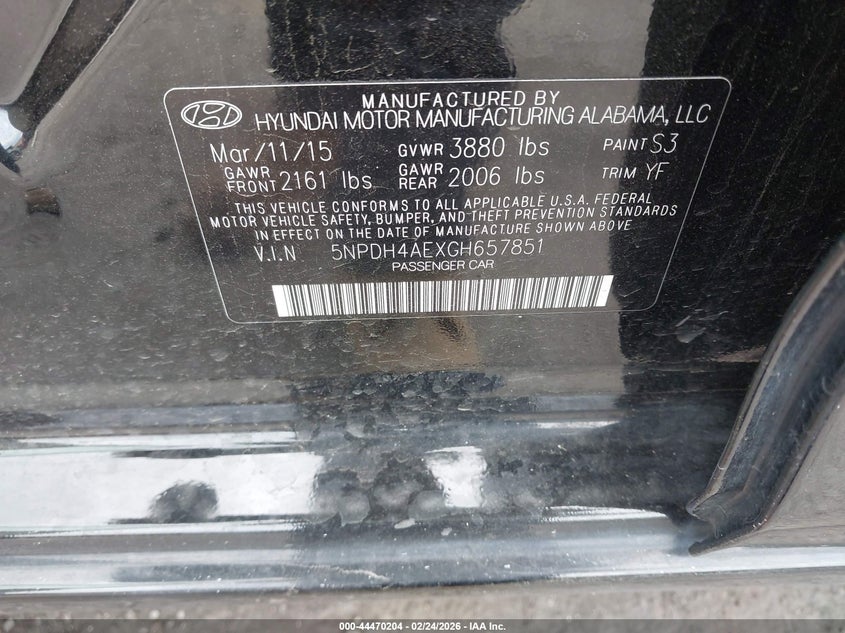 MANUFACTURED BY
HYUNDAI MOTOR MANUFACTURING ALABAMA, LLC
Mar/11/15 GVWR 3880 lbs PAINT S3
GAWR FRONT 2161 lbs GAWR REAR 2006 lbs TRIM YF
THIS VEHICLE CONFORMS TO ALL APPLICABLE U.S.A. FEDERAL
MOTOR VEHICLE SAFETY, BUMPER, AND THEFT PREVENTION STANDARDS
IN EFFECT ON THE DATE OF MANUFACTURE SHOWN ABOVE
V.I.N 5NPDH4AEXGH657851
PASSENGER CAR
000-44470204 - 02/24/2026 - IAA Inc.